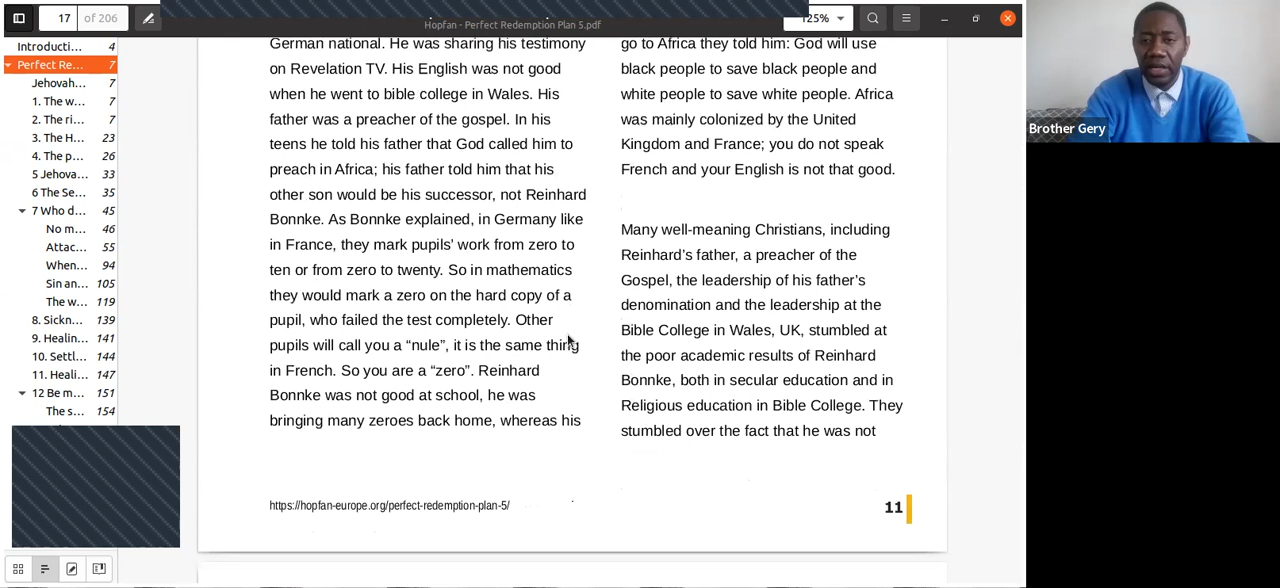 17 of 206
Hopfan - Perfect Redemption Plan 5.pdf
125%
Introducti... 4
Perfect Re... 7
Jehovah... 7
1. The w... 7
2. The ri... 7
3. The H... 23
4. The p... 26
5 Jehova... 33
6 The Se... 35
7 Who d... 45
No m... 46
Attac... 55
When... 94
Sin an... 105
The w... 119
8. Sickn... 139
9. Healin... 141
10. Settl... 144
11. Heali... 147
12 Be m... 151
The s... 154
German national. He was sharing his testimony
on Revelation TV. His English was not good
when he went to bible college in Wales. His
father was a preacher of the gospel. In his
teens he told his father that God called him to
preach in Africa; his father told him that his
other son would be his successor, not Reinhard
Bonnke. As Bonnke explained, in Germany like
in France, they mark pupils' work from zero to
ten or from zero to twenty. So in mathematics
they would mark a zero on the hard copy of a
pupil, who failed the test completely. Other
pupils will call you a “nule”, it is the same thing
in French. So you are a “zero”. Reinhard
Bonnke was not good at school, he was
bringing many zeroes back home, whereas his
go to Africa they told him: God will use
black people to save black people and
white people to save white people. Africa
was mainly colonized by the United
Kingdom and France; you do not speak
French and your English is not that good.
Many well-meaning Christians, including
Reinhard's father, a preacher of the
Gospel, the leadership of his father's
denomination and the leadership at the
Bible College in Wales, UK, stumbled at
the poor academic results of Reinhard
Bonnke, both in secular education and in
Religious education in Bible College. They
stumbled over the fact that he was not
https://hopfan-europe.org/perfect-redemption-plan-5/
11
Brother Gery